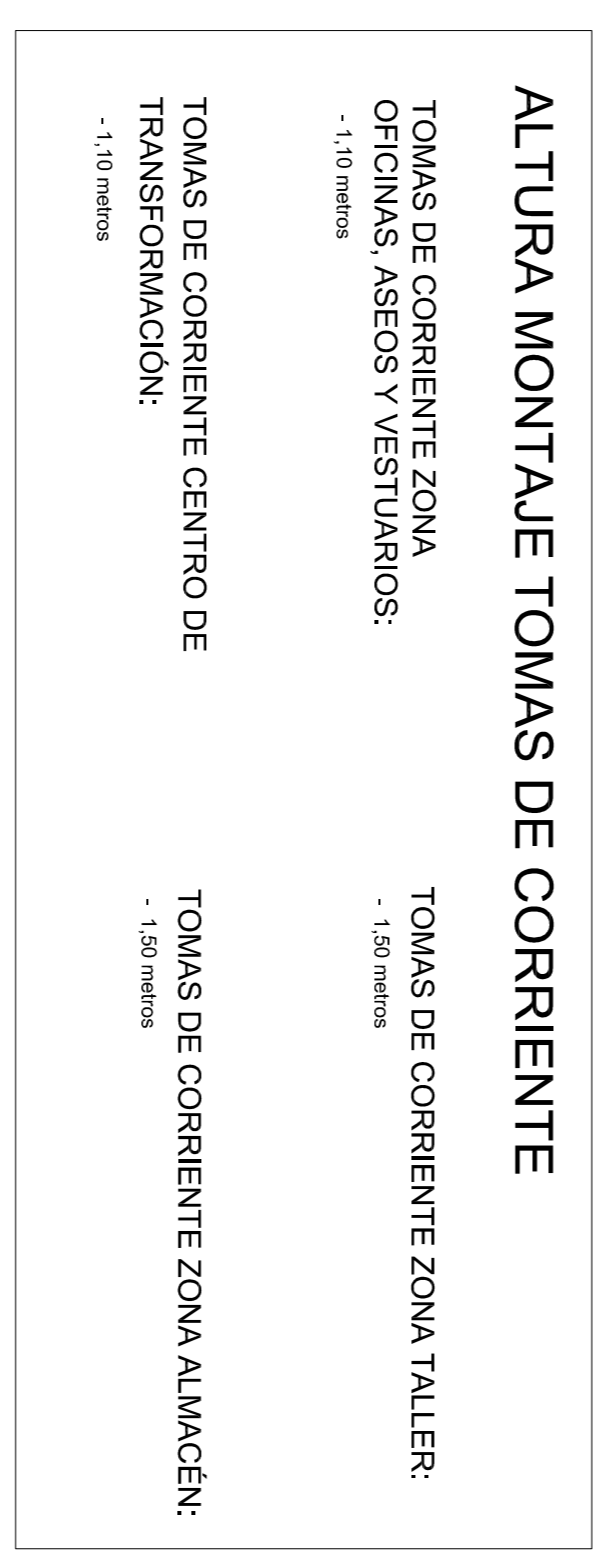 ALTURA MONTAJE TOMAS DE CORRIENTE
TOMAS DE CORRIENTE ZONA
OFICINAS, ASEOS Y VESTUARIOS:
- 1,10 metros
TOMAS DE CORRIENTE ZONA TALLER:
- 1,50 metros
TOMAS DE CORRIENTE CENTRO DE
TRANSFORMACIÓN:
- 1,10 metros
TOMAS DE CORRIENTE ZONA ALMACÉN:
- 1,50 metros